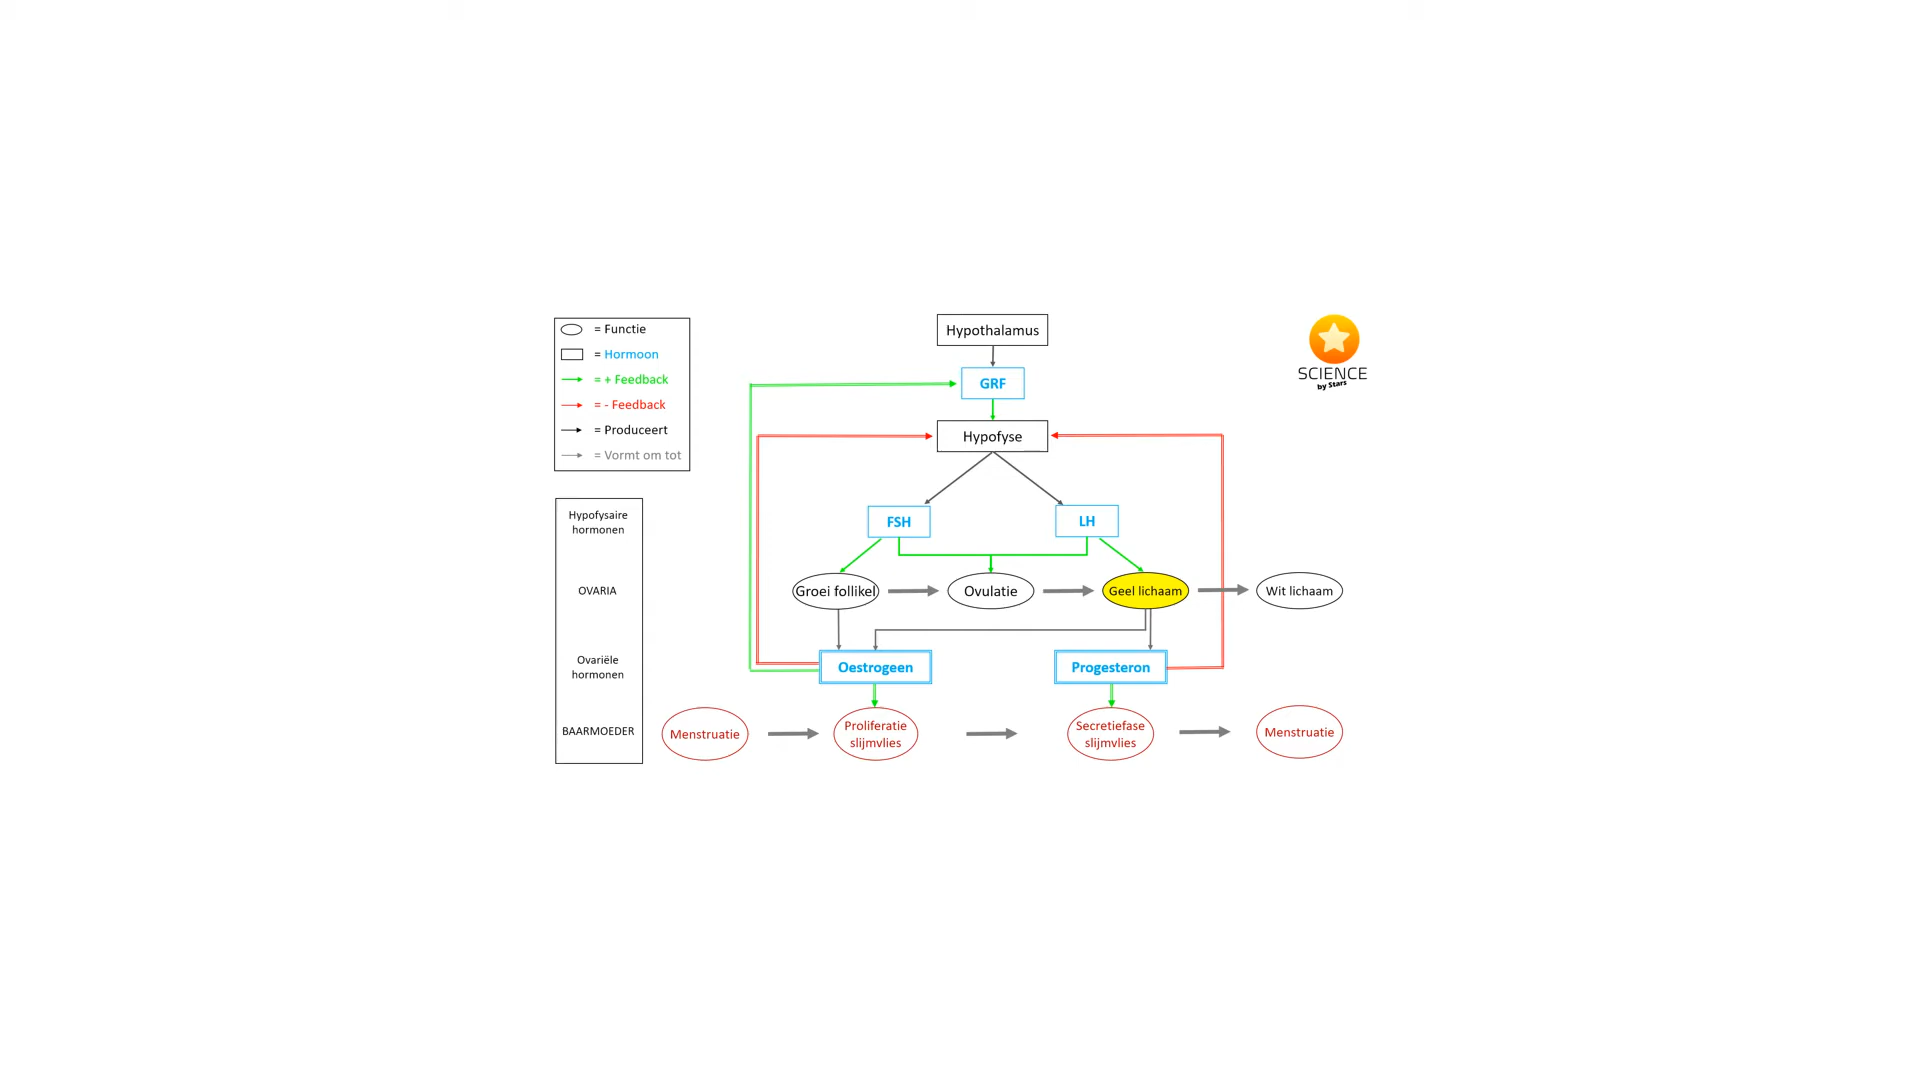 = Functie
= Hormoon
= + Feedback
= - Feedback
= Produceert
= Vormt om tot
Hypothalamus
GRF
Hypofyse
SCIENCE
by Stars
Hypofysaire
hormonen
FSH
LH
OVARIA
Groei follikel
Ovulatie
Geel lichaam
Wit lichaam
Ovariële
hormonen
Oestrogeen
Progesteron
BAARMOEDER
Menstruatie
Proliferatie
slijmvlies
Secretiefase
slijmvlies
Menstruatie